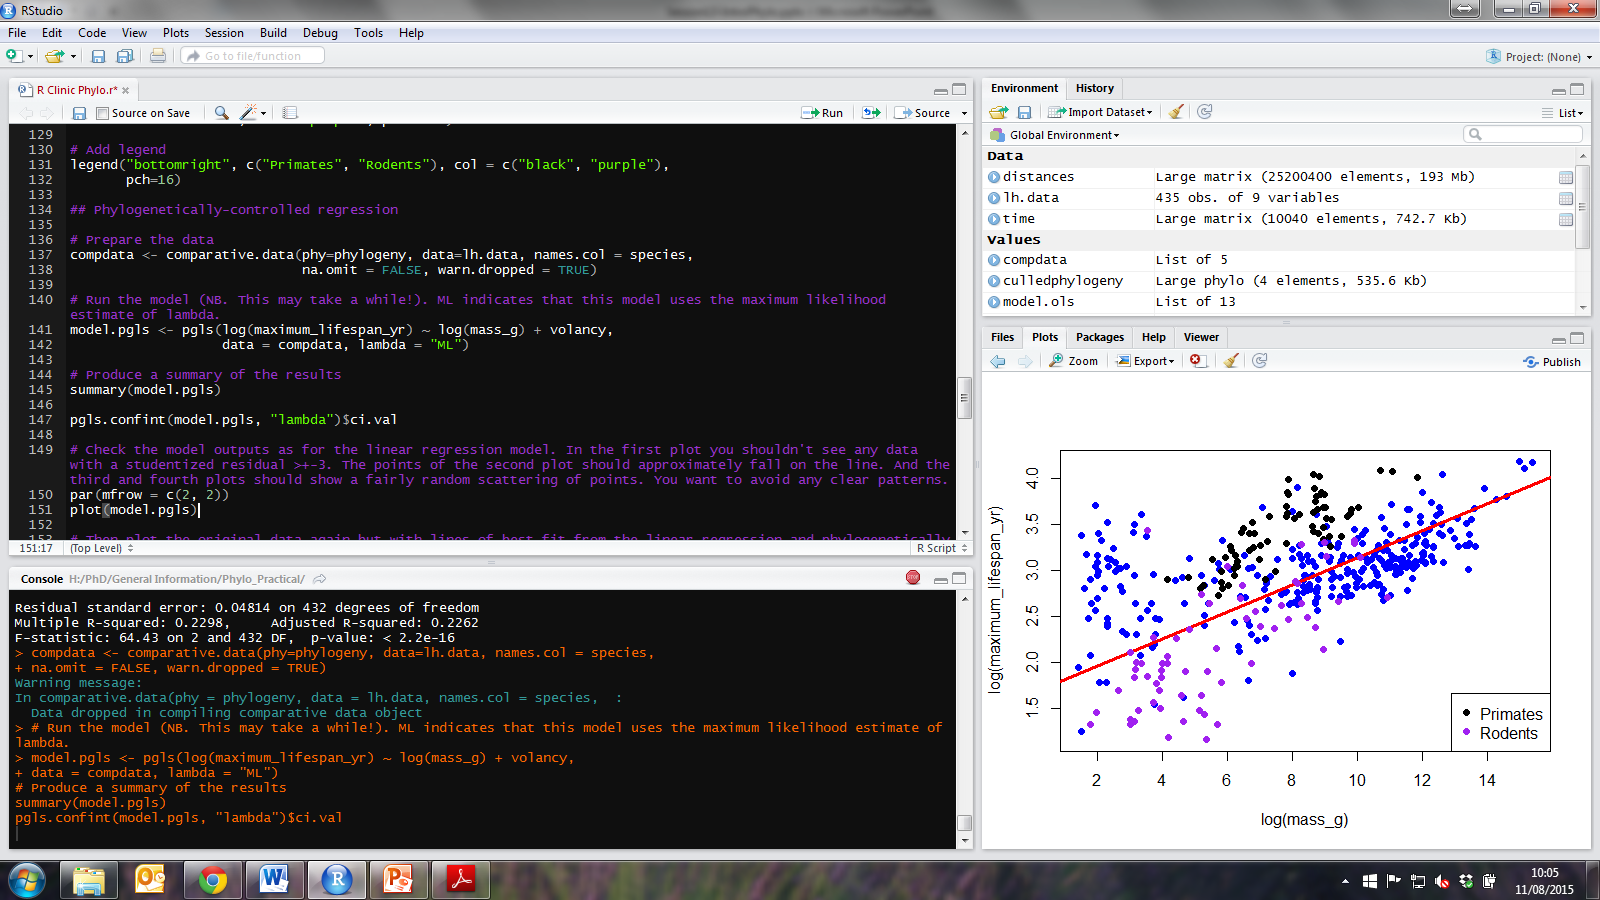 RStudio
File Edit Code View Plots Session Build Debug Tools Help
Go to file/function
Project: (None)
R Clinic Phylo.r*
Source on Save
Run
Source
129
130 # Add legend
131 legend("bottomright", c("Primates", "Rodents"), col = c("black", "purple"),
132 pch=16)
133
134 ## Phylogenetically-controlled regression
135
136 # Prepare the data
137 compdata <- comparative.data(phy=phylogeny, data=lh.data, names.col = species,
138 na.omit = FALSE, warn.dropped = TRUE)
139
140 # Run the model (NB. This may take a while!). ML indicates that this model uses the maximum likelihood
estimate of lambda.
141 model.pgls <- pgls(log(maximum_lifespan_yr) ~ log(mass_g) + volancy,
142 data = compdata, lambda = "ML")
143
144 # Produce a summary of the results
145 summary(model.pgls)
146
147 pgls.confint(model.pgls, "lambda")$ci.val
148
149 # Check the model outputs as for the linear regression model. In the first plot you shouldn't see any data
with a studentized residual >+-3. The points of the second plot should approximately fall on the line. And the
third and fourth plots should show a fairly random scattering of points. You want to avoid any clear patterns.
150 par(mfrow = c(2, 2))
151 plot(model.pgls)
152
153 # Then plot the original data again but with lines of best fit from the linear regression and phylogenetically
151:17 (Top Level) R Script
Console H:/PhD/General Information/Phylo_Practical/
STOP
Residual standard error: 0.04814 on 432 degrees of freedom
Multiple R-squared: 0.2298, Adjusted R-squared: 0.2262
F-statistic: 64.43 on 2 and 432 DF, p-value: < 2.2e-16
> compdata <- comparative.data(phy=phylogeny, data=lh.data, names.col = species,
+ na.omit = FALSE, warn.dropped = TRUE)
Warning message:
In comparative.data(phy = phylogeny, data = lh.data, names.col = species, :
Data dropped in compiling comparative data object
> # Run the model (NB. This may take a while!). ML indicates that this model uses the maximum likelihood estimate of
lambda.
> model.pgls <- pgls(log(maximum_lifespan_yr) ~ log(mass_g) + volancy,
+ data = compdata, lambda = "ML")
# Produce a summary of the results
summary(model.pgls)
pgls.confint(model.pgls, "lambda")$ci.val
Environment History
Import Dataset
List
Global Environment
Data
distances Large matrix (25200400 elements, 193 Mb)
lh.data 435 obs. of 9 variables
time Large matrix (10040 elements, 742.7 Kb)
Values
compdata List of 5
culledphylogeny Large phylo (4 elements, 535.6 Kb)
model.ols List of 13
Files Plots Packages Help Viewer
Zoom Export Publish
log(maximum_lifespan_yr)
4.0
3.5
3.0
2.5
2.0
1.5
Primates
Rodents
2 4 6 8 10 12 14
log(mass_g)
10:05
11/08/2015